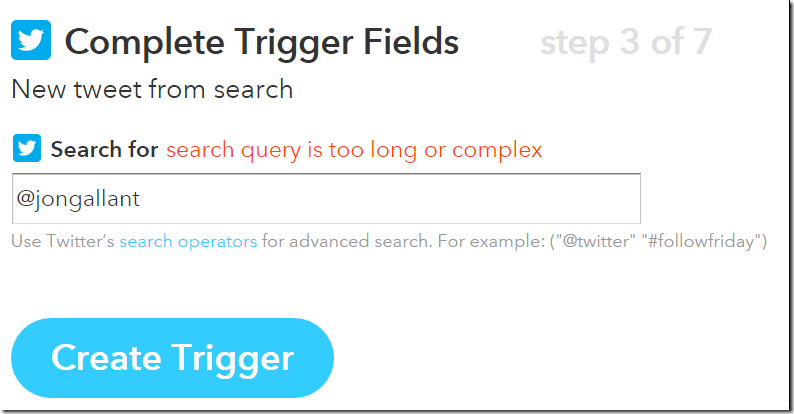 Complete Trigger Fields step 3 of 7
New tweet from search
Search for search query is too long or complex
@jongallant
Use Twitter's search operators for advanced search. For example: ("@twitter" "#followfriday")
Create Trigger